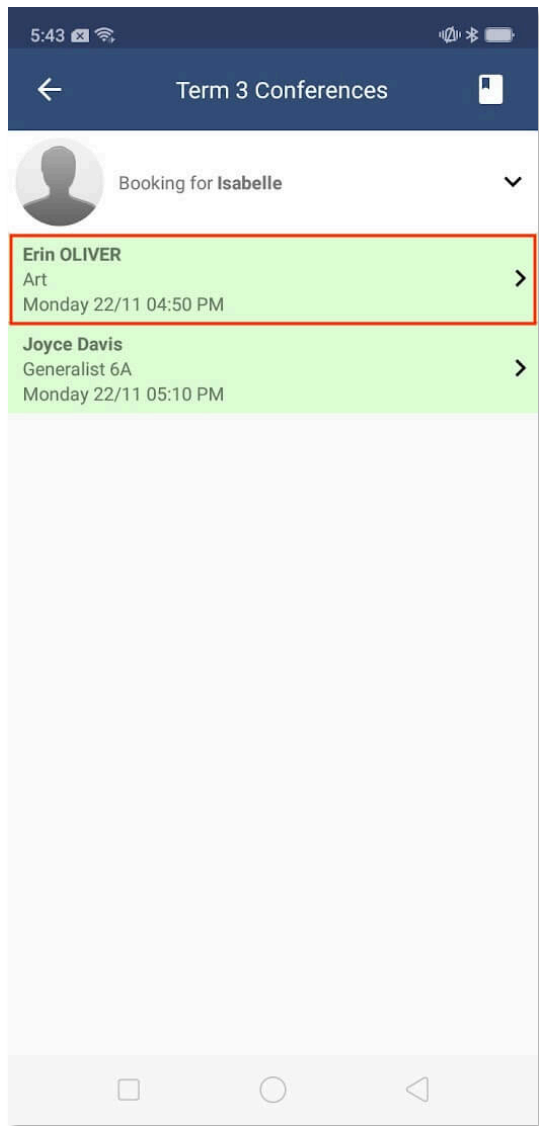 5:43
Term 3 Conferences
Booking for Isabelle
Erin OLIVER
Art
Monday 22/11 04:50 PM
Joyce Davis
Generalist 6A
Monday 22/11 05:10 PM